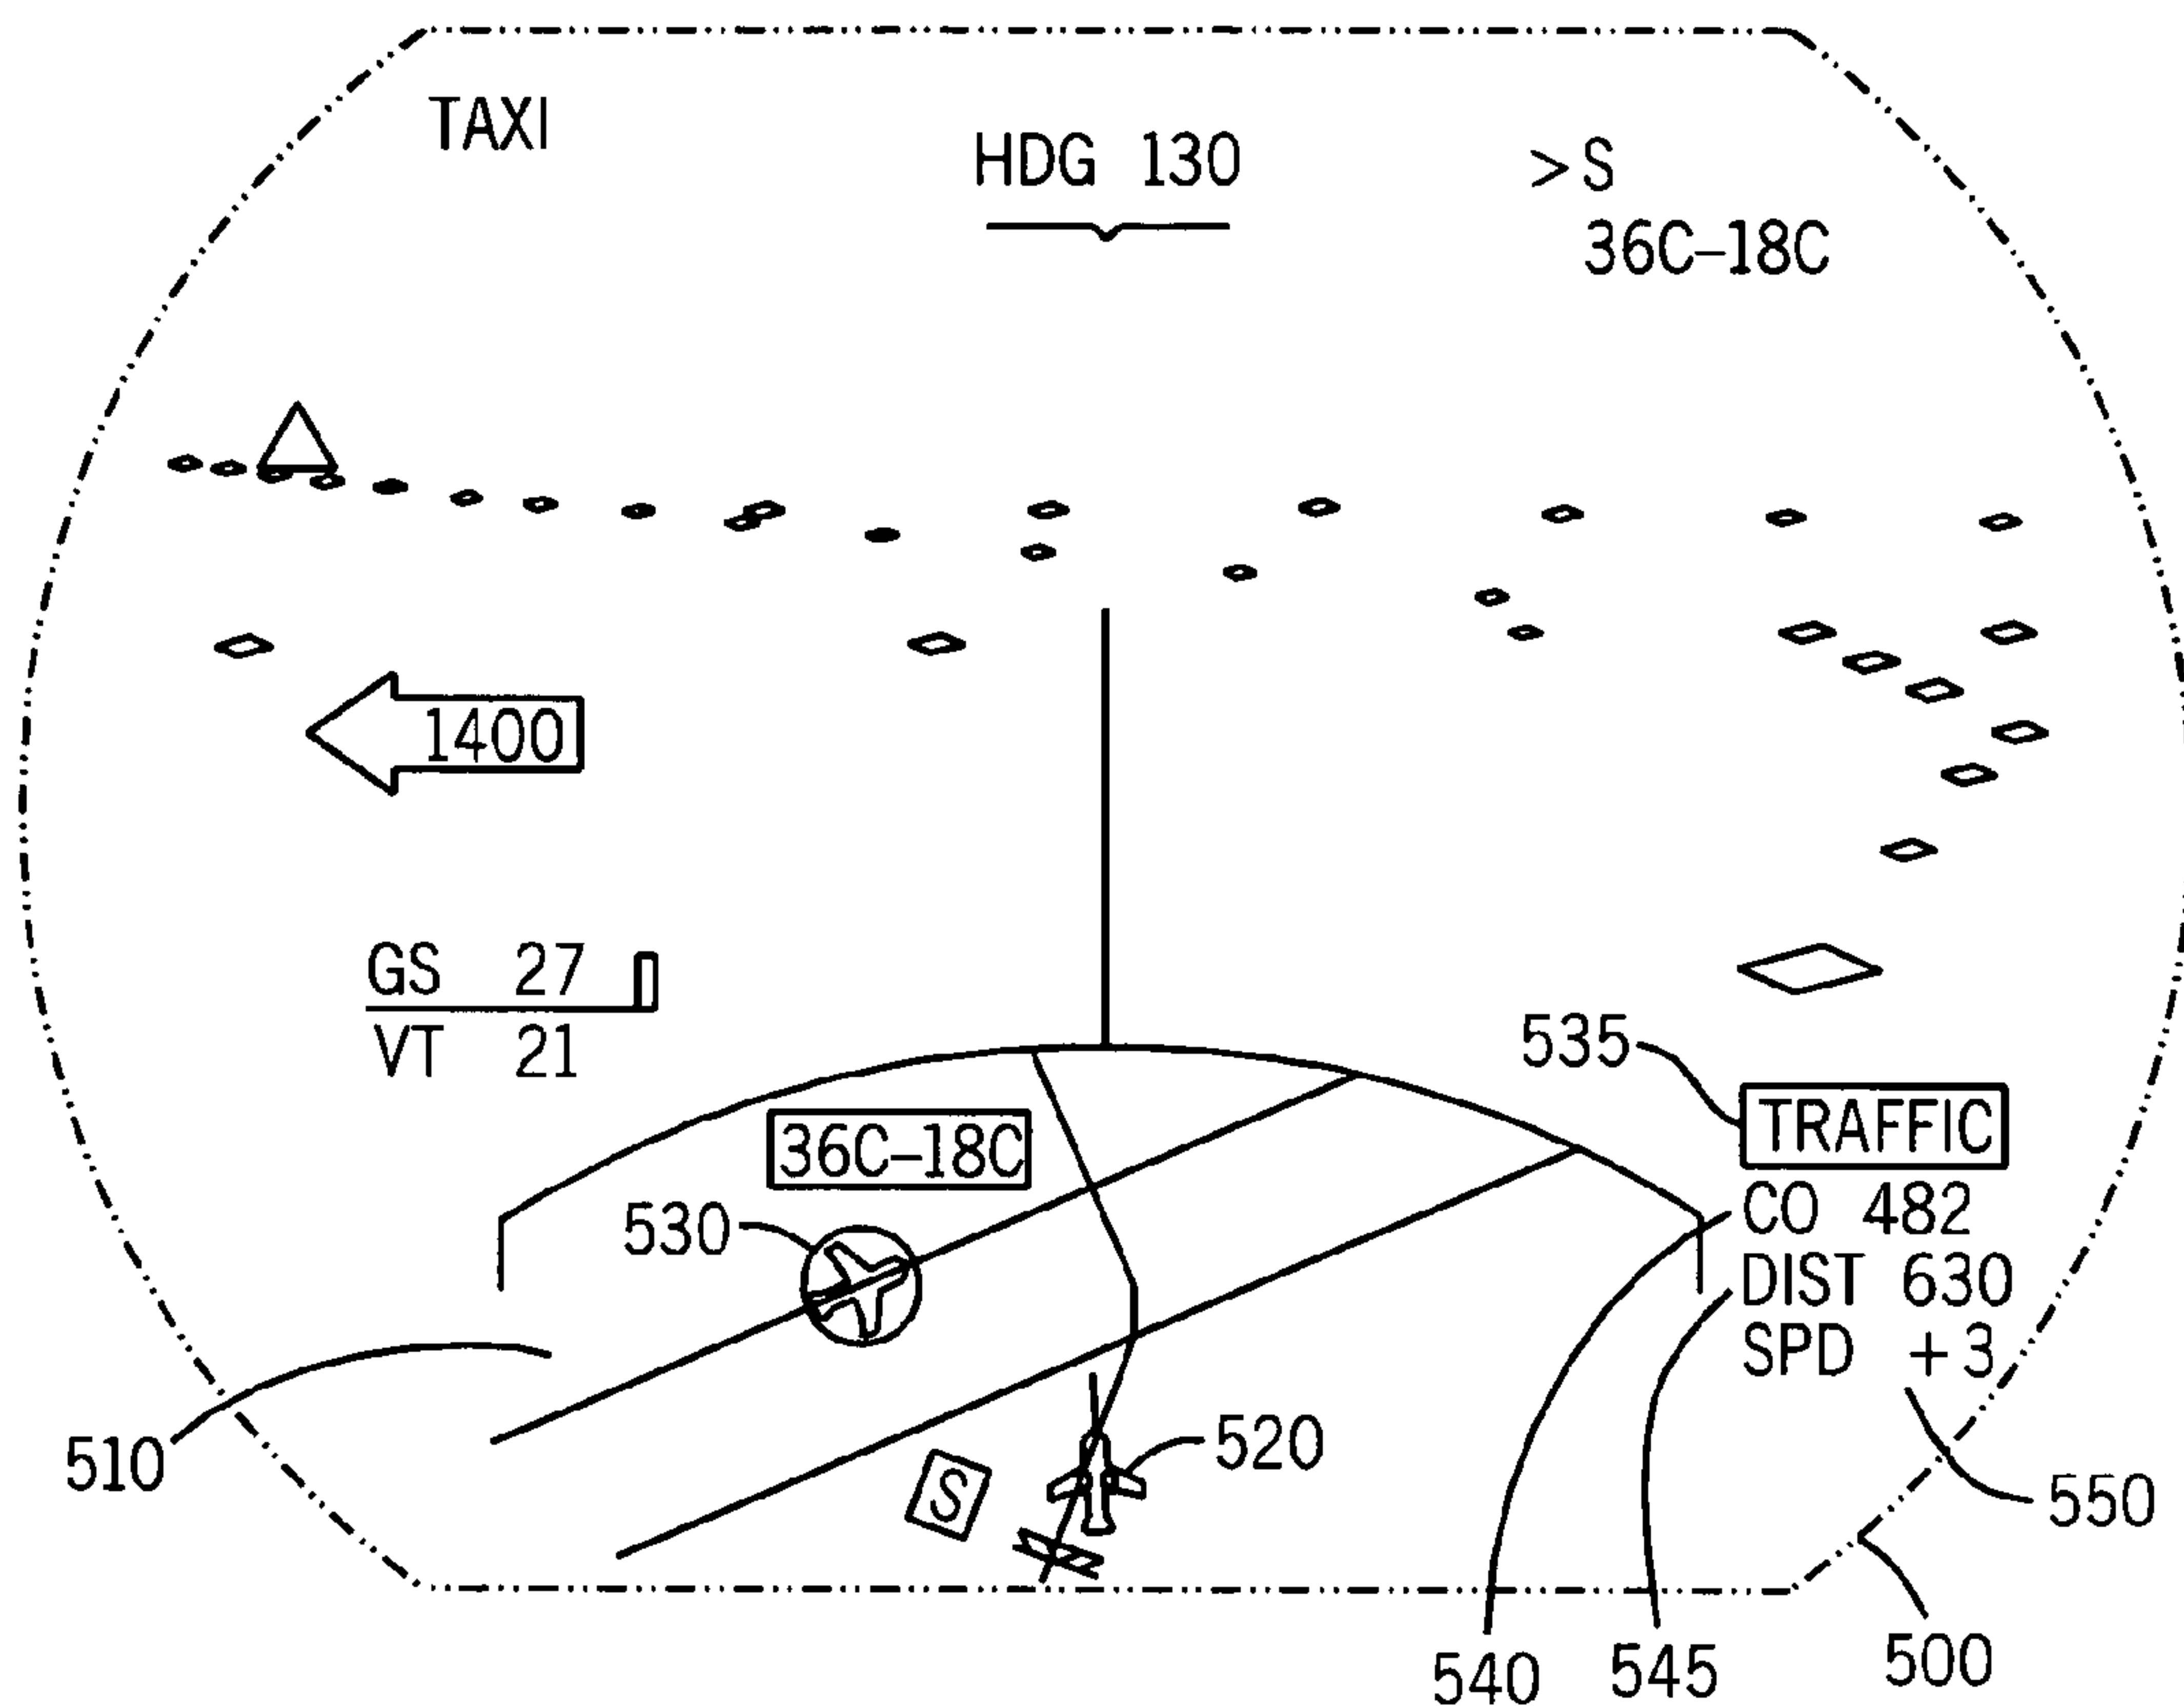 TAXI
HDG 130
>S
36C-18C
1400
GS 27
VT 21
535
TRAFFIC
36C-18C
CO 482
530
DIST 630
SPD +3
510
520
S
550
540
545
500